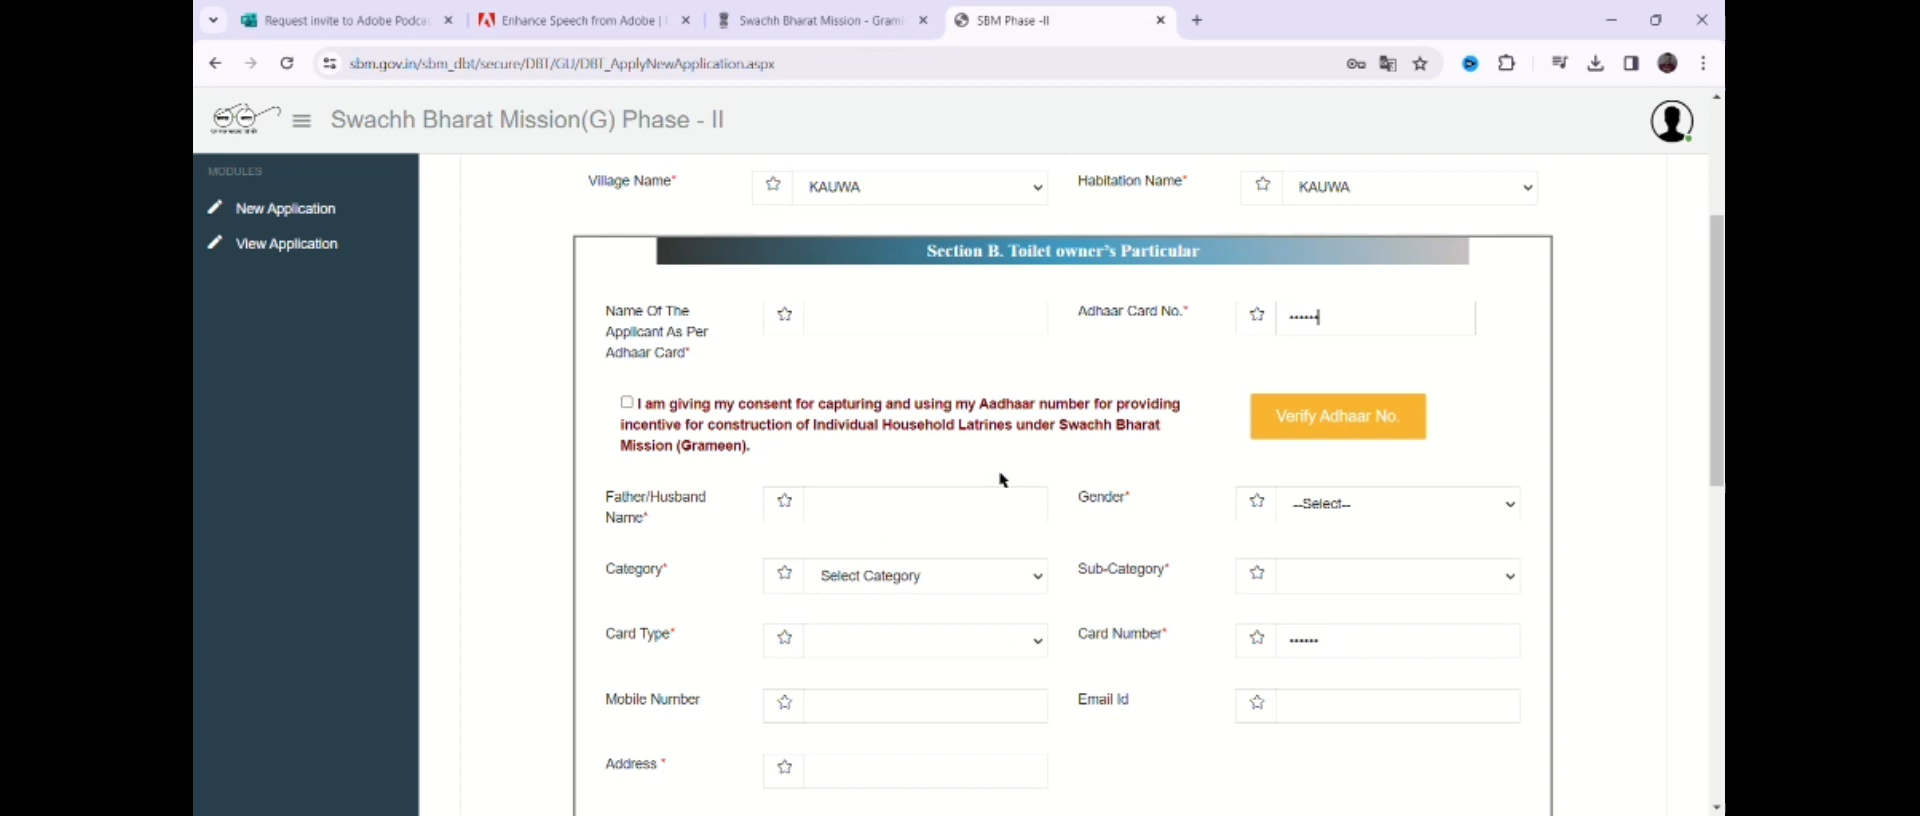 Request invite to Adobe Podca
Enhance Speech from Adobe |
Swachh Bharat Mission - Grami
SBM Phase -II
sbm.gov.in/sbm_dbt/secure/DBT/GU/DBT_ApplyNewApplication.aspx
Swachh Bharat Mission(G) Phase - II
MODULES
New Application
View Application
Village Name*
KAUWA
Habitation Name*
KAUWA
Section B. Toilet owner's Particular
Name Of The
Applicant As Per
Adhaar Card*
Adhaar Card No.*
••••••
I am giving my consent for capturing and using my Aadhaar number for providing
incentive for construction of Individual Household Latrines under Swachh Bharat
Mission (Grameen).
Verify Adhaar No.
Father/Husband
Name*
Gender*
--Select--
Category*
Select Category
Sub-Category*
Card Type*
Card Number*
••••••
Mobile Number
Email Id
Address *